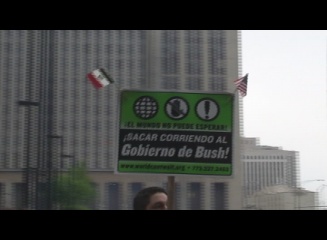 ¡EL MUNDO NO PUEDE ESPERAR!
¡SACAR CORRIENDO AL
Gobierno de Bush!